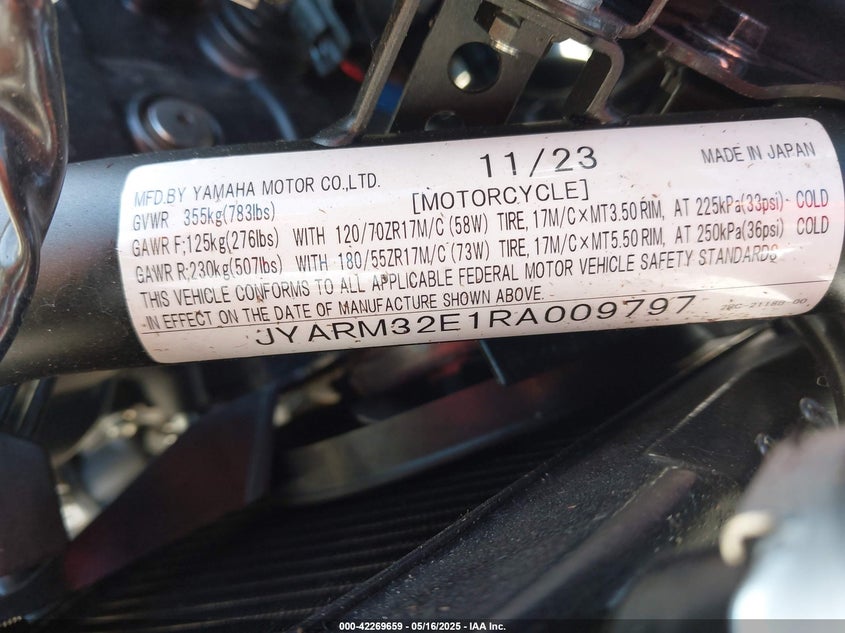 11/23
MADE IN JAPAN
MFD.BY YAMAHA MOTOR CO.,LTD.
[MOTORCYCLE]
GVWR 355kg(783lbs)
GAWR F;125kg(276lbs) WITH 120/70ZR17M/C (58W) TIRE, 17M/C×MT3.50 RIM, AT 225kPa(33psi) COLD
GAWR R;230kg(507lbs) WITH 180/55ZR17M/C (73W) TIRE, 17M/C×MT5.50 RIM, AT 250kPa(36psi) COLD
THIS VEHICLE CONFORMS TO ALL APPLICABLE FEDERAL MOTOR VEHICLE SAFETY STANDARDS
IN EFFECT ON THE DATE OF MANUFACTURE SHOWN ABOVE.
JYARM32E1RA009797
000-42269659 - 05/16/2025 - IAA Inc.